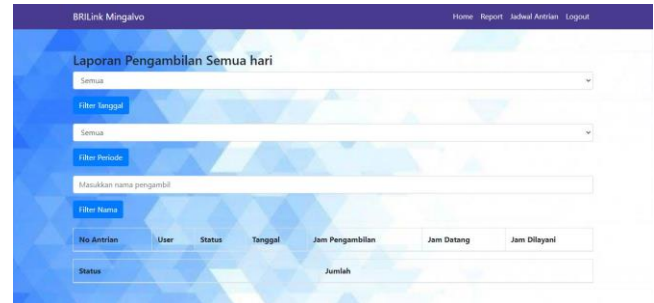 BRILink Mingalvo Home Report Jadwal Antrian Logout
Laporan Pengambilan Semua hari
Semua
Filter Tanggal
Semua
Filter Periode
Masukkan nama pengambil
Filter Nama
No Antrian User Status Tanggal Jam Pengambilan Jam Datang Jam Dilayani
Status Jumlah